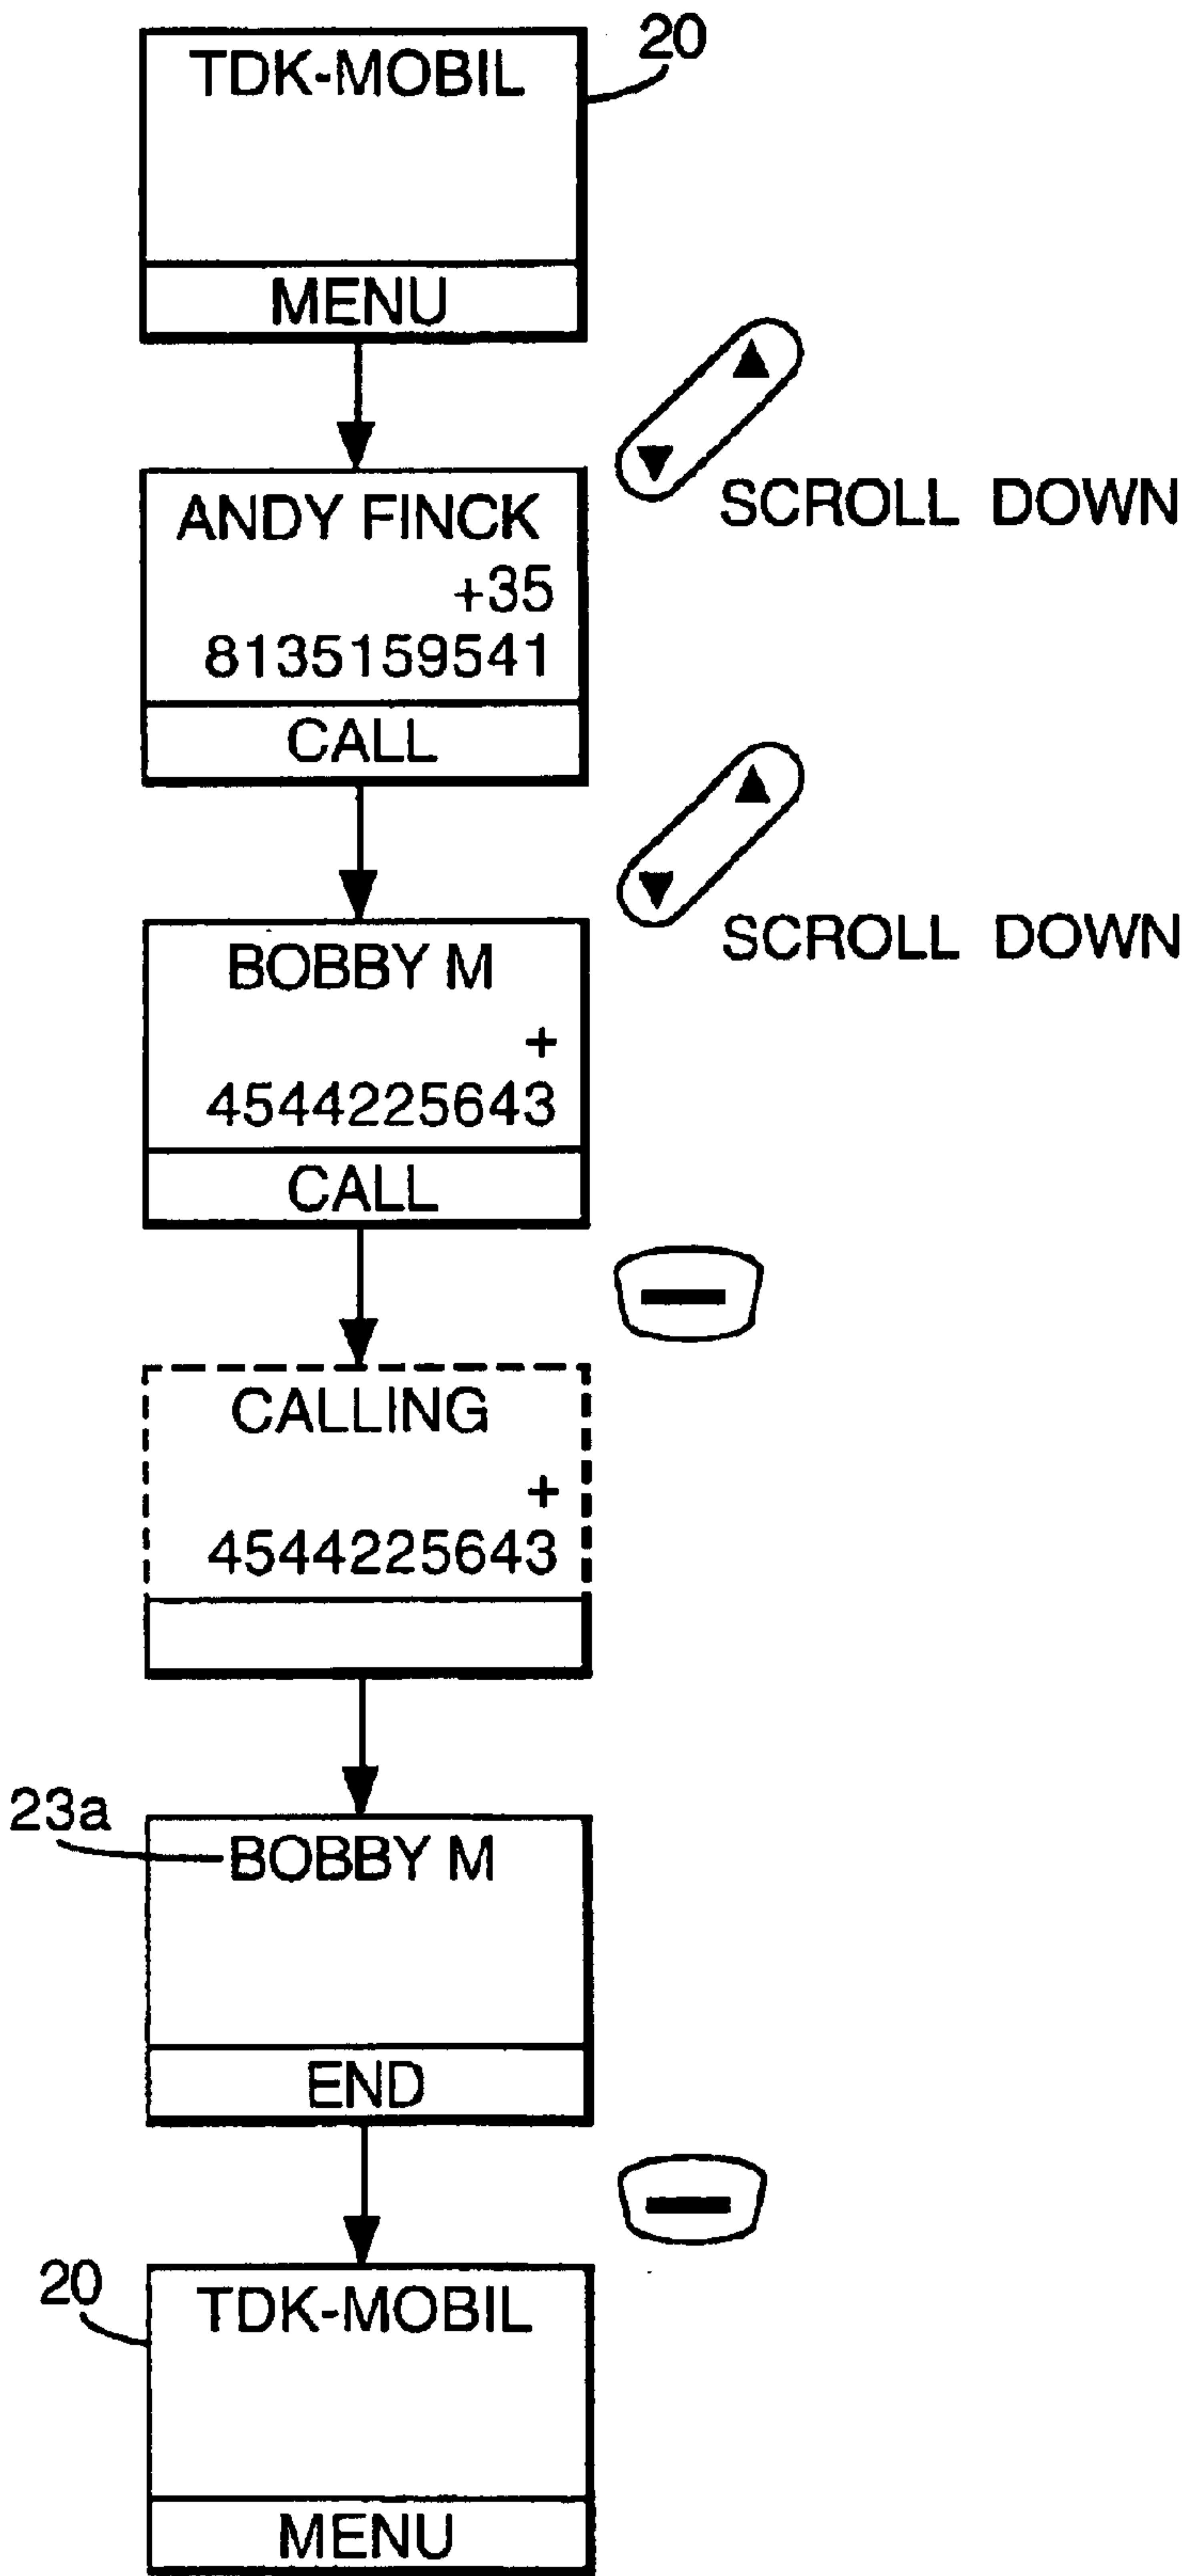 TDK-MOBIL
20
MENU
ANDY FINCK
+35
8135159541
CALL
SCROLL DOWN
BOBBY M
+
4544225643
CALL
SCROLL DOWN
CALLING
+
4544225643
23a
BOBBY M
END
20
TDK-MOBIL
MENU